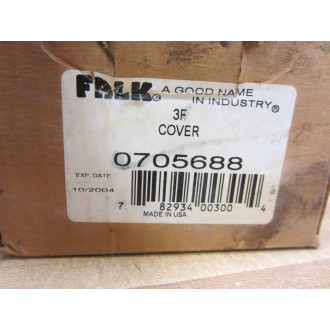 FALK® A GOOD NAME
IN INDUSTRY®
3F
COVER
0705688
EXP. DATE
10/2004
7 82934 00300 4
MADE IN USA